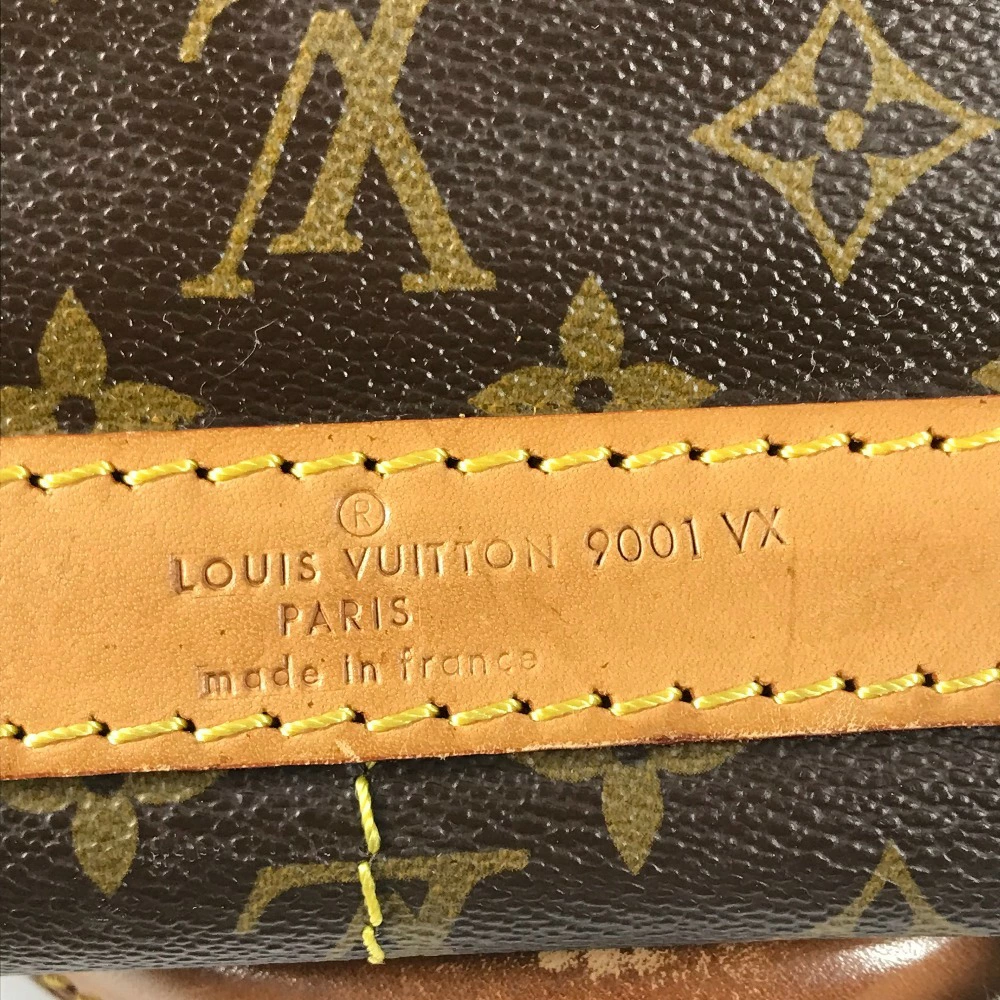 ®
LOUIS VUITTON 9001 VX
PARIS
made in france